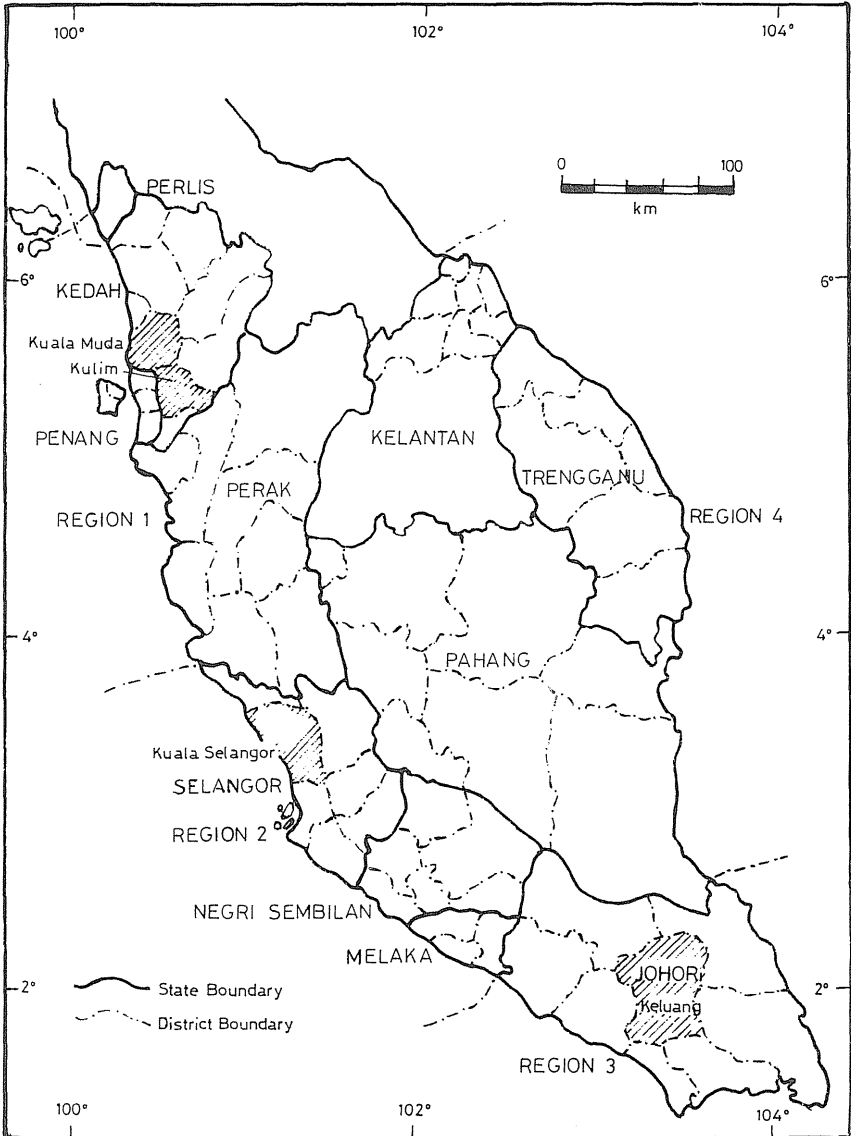 100°
102°
104°
0
100
km
PERLIS
6°
6°
KEDAH
Kuala Muda
Kulim
PENANG
KELANTAN
TRENGGANU
PERAK
REGION 1
REGION 4
4°
4°
PAHANG
Kuala Selangor
SELANGOR
REGION 2
NEGRI SEMBILAN
MELAKA
JOHOR
Keluang
2°
2°
State Boundary
District Boundary
REGION 3
100°
102°
104°